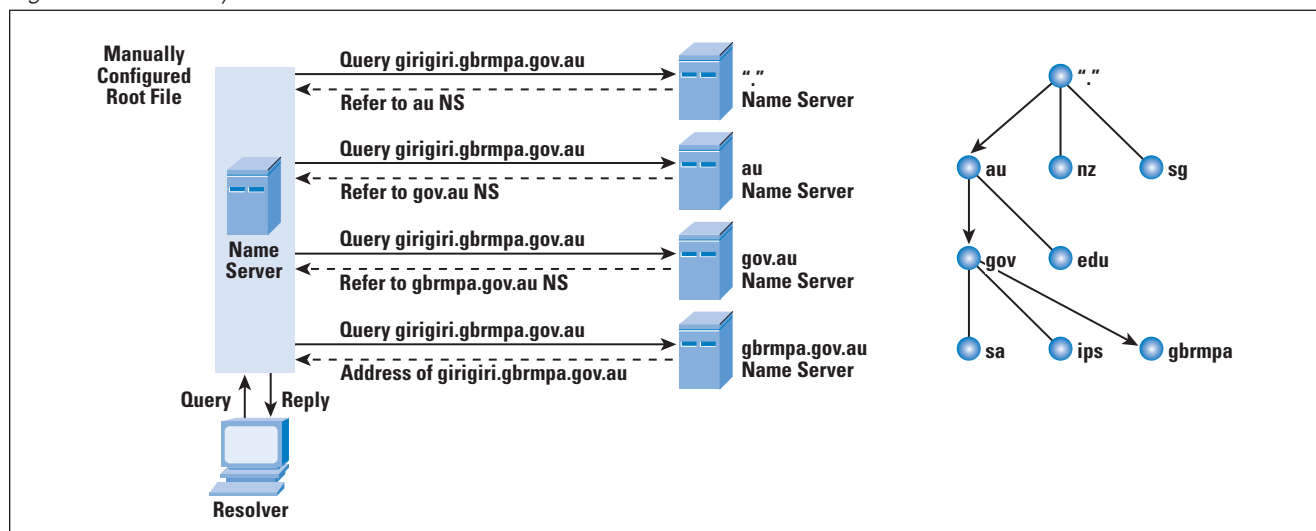 Manually
Configured
Root File
Name
Server
Query girigiri.gbrmpa.gov.au
Refer to au NS
"."
Name Server
Query girigiri.gbrmpa.gov.au
Refer to gov.au NS
au
Name Server
Query girigiri.gbrmpa.gov.au
Refer to gbrmpa.gov.au NS
gov.au
Name Server
Query girigiri.gbrmpa.gov.au
Address of girigiri.gbrmpa.gov.au
gbrmpa.gov.au
Name Server
Query
Reply
Resolver
"."
au
nz
sg
gov
edu
sa
ips
gbrmpa